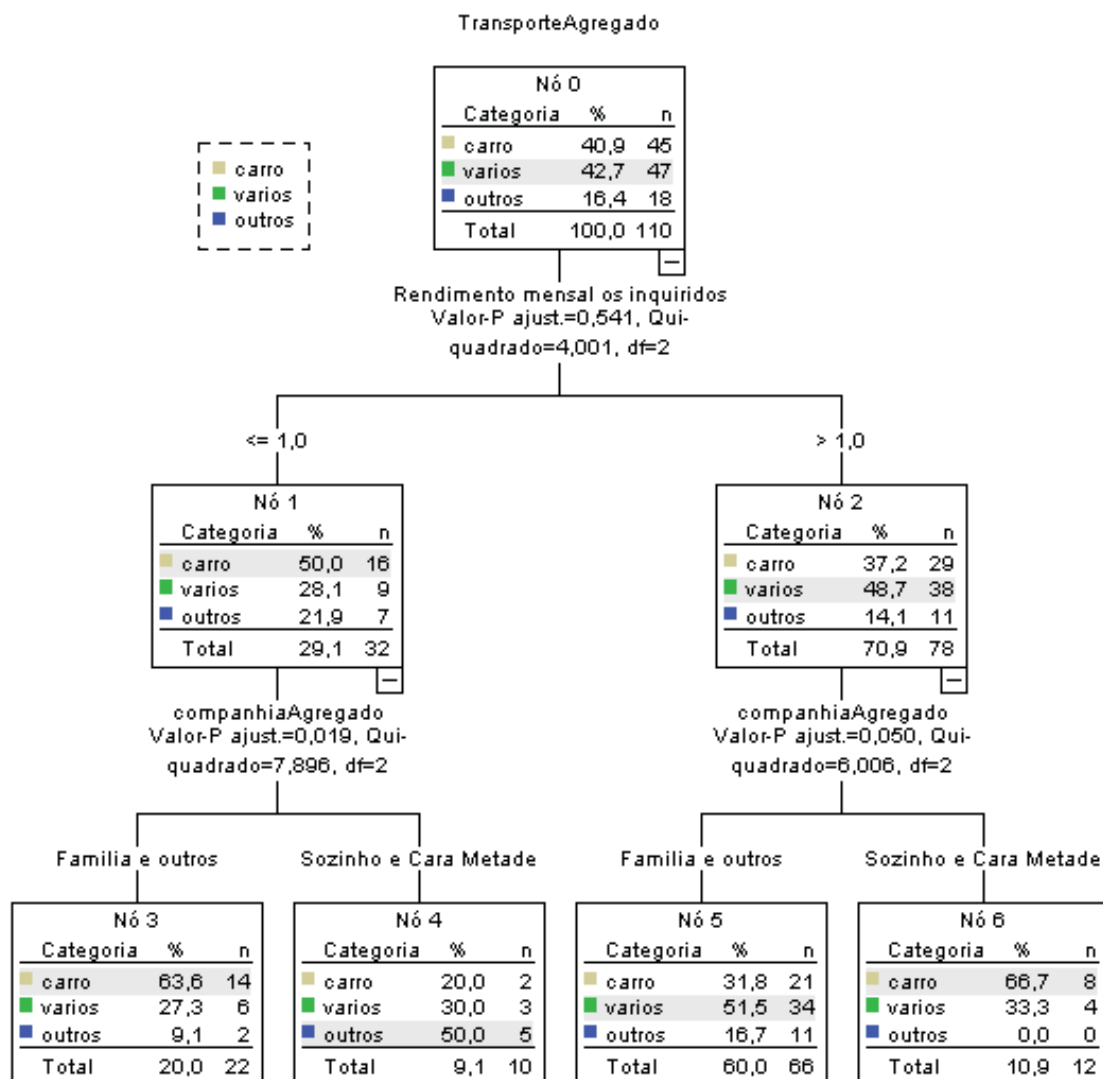 TransporteAgregado
Nó 0
Categoria % n
carro 40,9 45
varios 42,7 47
outros 16,4 18
Total 100,0 110
carro
varios
outros
Rendimento mensal os inquiridos
Valor-P ajust.=0,541, Qui-
quadrado=4,001, df=2
<= 1,0
> 1,0
Nó 1
Categoria % n
carro 50,0 16
varios 28,1 9
outros 21,9 7
Total 29,1 32
Nó 2
Categoria % n
carro 37,2 29
varios 48,7 38
outros 14,1 11
Total 70,9 78
companhiaAgregado
Valor-P ajust.=0,019, Qui-
quadrado=7,896, df=2
companhiaAgregado
Valor-P ajust.=0,050, Qui-
quadrado=6,006, df=2
Familia e outros
Sozinho e Cara Metade
Familia e outros
Sozinho e Cara Metade
Nó 3
Categoria % n
carro 63,6 14
varios 27,3 6
outros 9,1 2
Total 20,0 22
Nó 4
Categoria % n
carro 20,0 2
varios 30,0 3
outros 50,0 5
Total 9,1 10
Nó 5
Categoria % n
carro 31,8 21
varios 51,5 34
outros 16,7 11
Total 60,0 66
Nó 6
Categoria % n
carro 66,7 8
varios 33,3 4
outros 0,0 0
Total 10,9 12